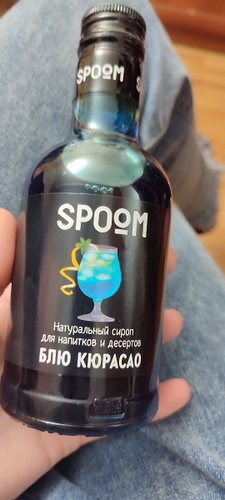 SPOOM
SPOOM
Натуральный сироп
для напитков и десертов
БЛЮ КЮРАСАО